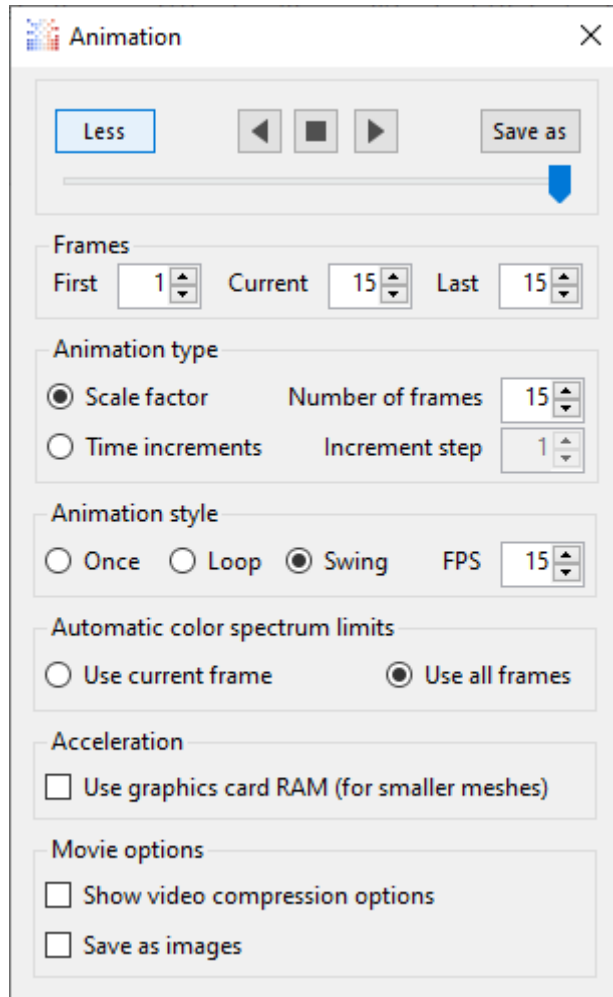 Animation
Less Save as
Frames
First 1 Current 15 Last 15
Animation type
Scale factor Number of frames 15
Time increments Increment step 1
Animation style
Once Loop Swing FPS 15
Automatic color spectrum limits
Use current frame Use all frames
Acceleration
Use graphics card RAM (for smaller meshes)
Movie options
Show video compression options
Save as images